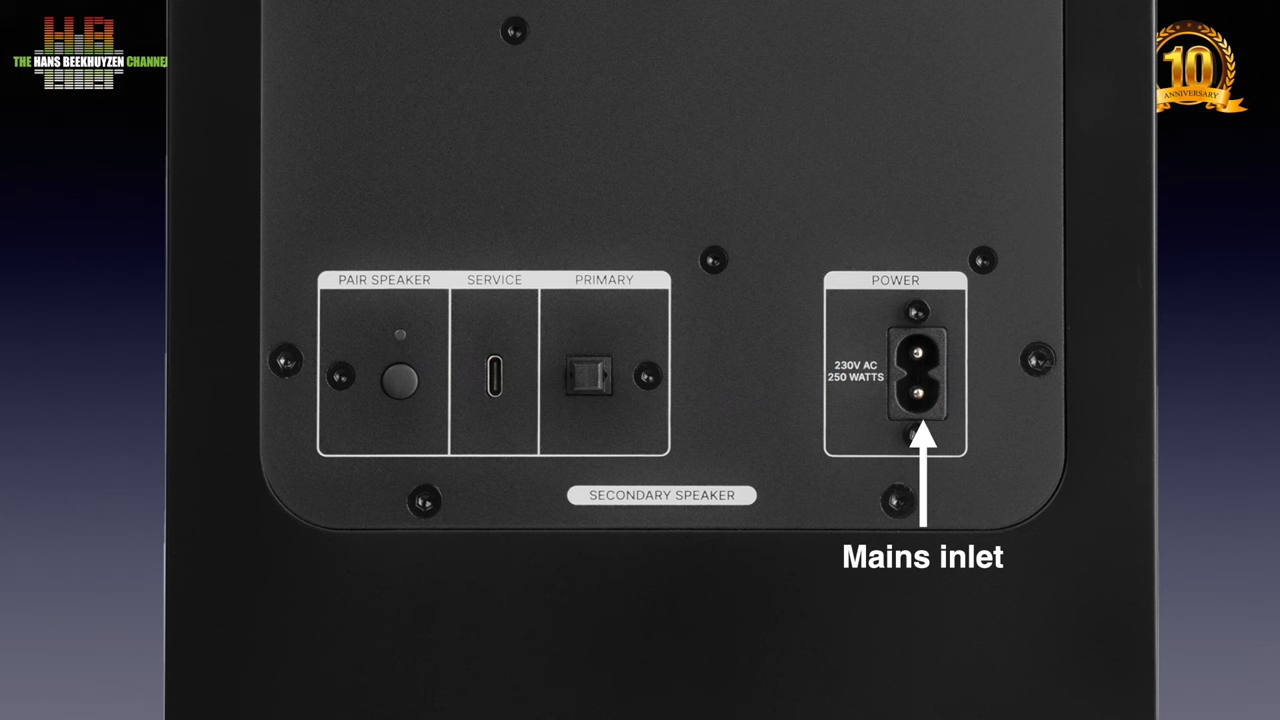 THE HANS BEEKHUYZEN CHANNEL
10
ANNIVERSARY
PAIR SPEAKER
SERVICE
PRIMARY
POWER
230V AC
250 WATTS
SECONDARY SPEAKER
Mains inlet